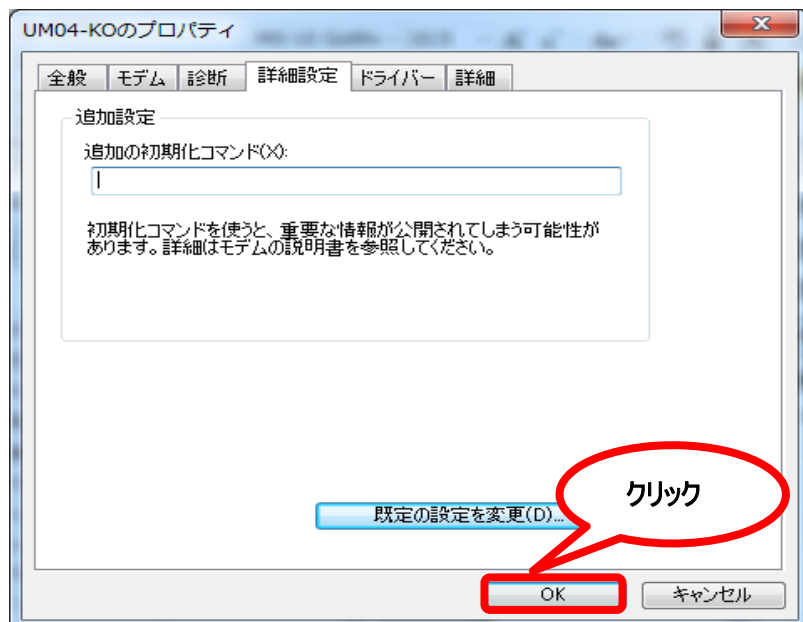 UM04-KOのプロパティ
全般 モデム 診断 詳細設定 ドライバー 詳細
追加設定
追加の初期化コマンド(X):
初期化コマンドを使うと、重要な情報が公開されてしまう可能性が
あります。詳細はモデムの説明書を参照してください。
クリック
既定の設定を変更(D)...
OK キャンセル